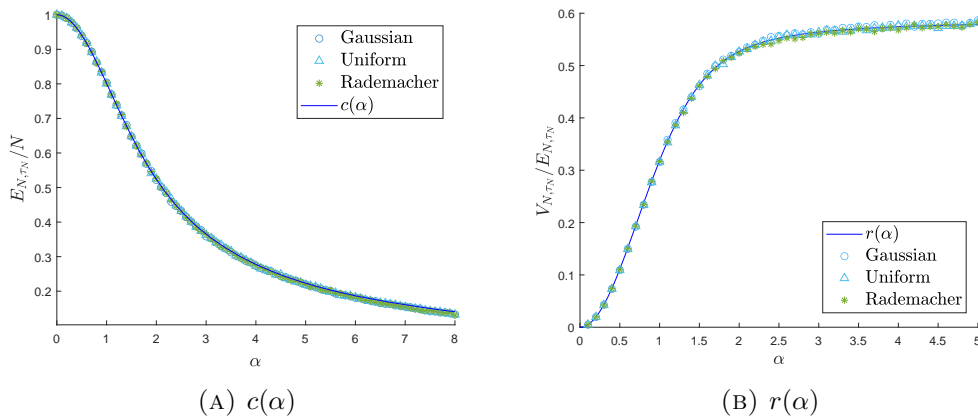 1
0.9
0.8
0.7
0.6
0.5
0.4
0.3
0.2
E_{N,τ_N}/N
0 1 2 3 4 5 6 7 8
α
Gaussian
Uniform
Rademacher
c(α)
(A) c(α)
0.6
0.5
0.4
0.3
0.2
0.1
0
V_{N,τ_N}/E_{N,τ_N}
0 0.5 1 1.5 2 2.5 3 3.5 4 4.5 5
α
r(α)
Gaussian
Uniform
Rademacher
(B) r(α)